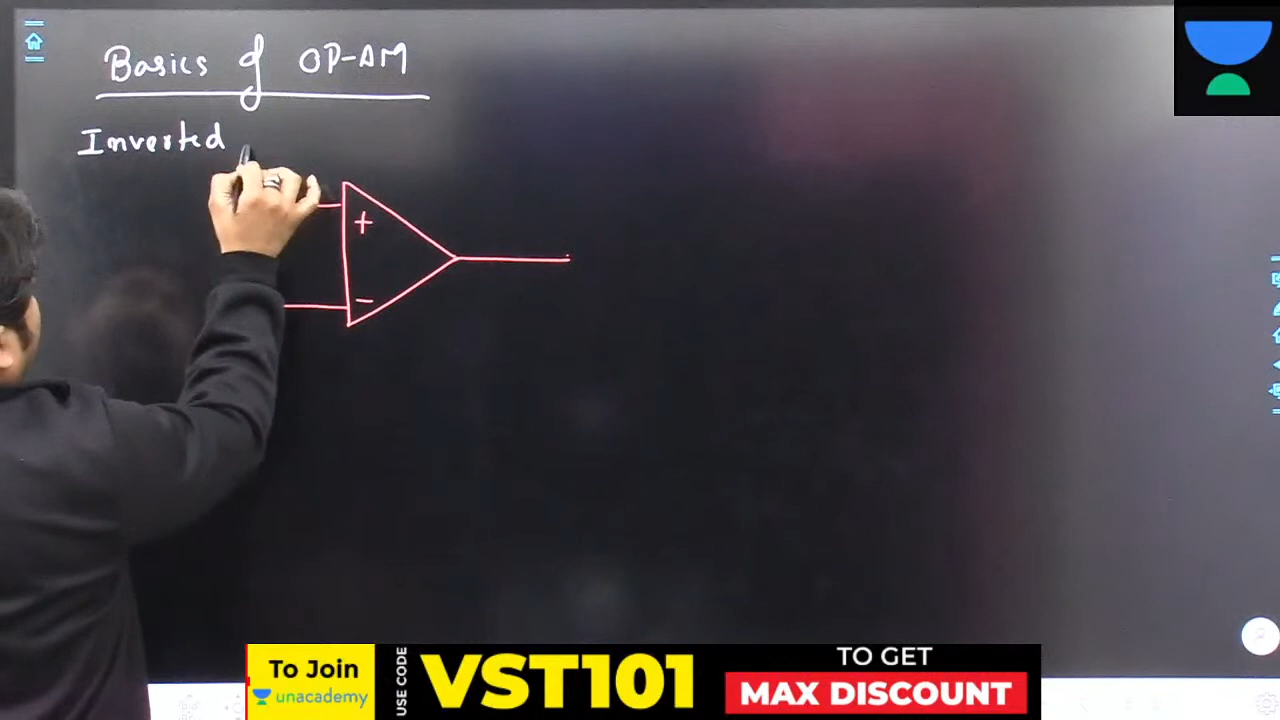 Basics of OP-AM
Inverted
+
-
To Join
unacademy
USE CODE
VST101
TO GET
MAX DISCOUNT